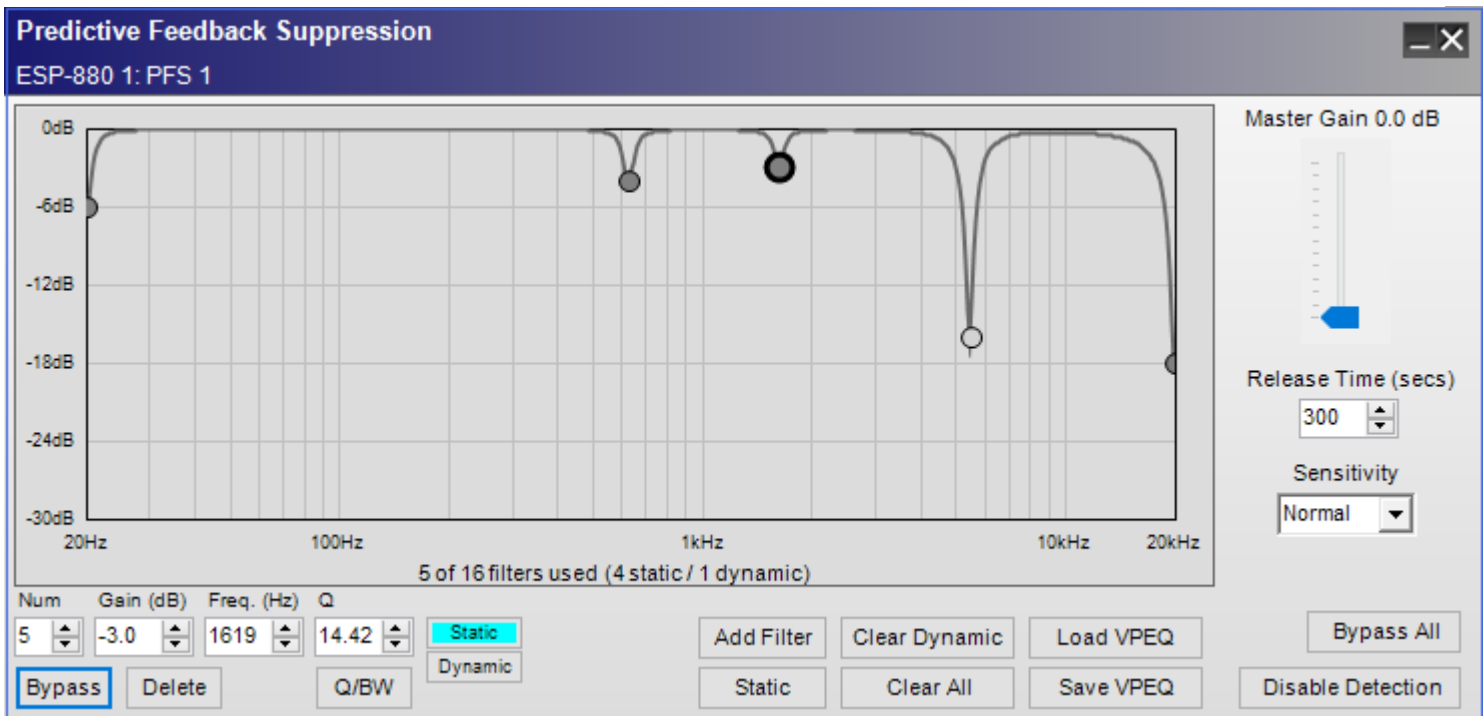 Predictive Feedback Suppression
ESP-880 1: PFS 1
Master Gain 0.0 dB
0dB
-6dB
-12dB
-18dB
-24dB
-30dB
20Hz 100Hz 1kHz 10kHz 20kHz
5 of 16 filters used (4 static / 1 dynamic)
Release Time (secs)
300
Sensitivity
Normal
Num Gain (dB) Freq. (Hz) Q
5 -3.0 1619 14.42 Static
Dynamic
Add Filter Clear Dynamic Load VPEQ Bypass All
Bypass Delete Q/BW Static Clear All Save VPEQ Disable Detection